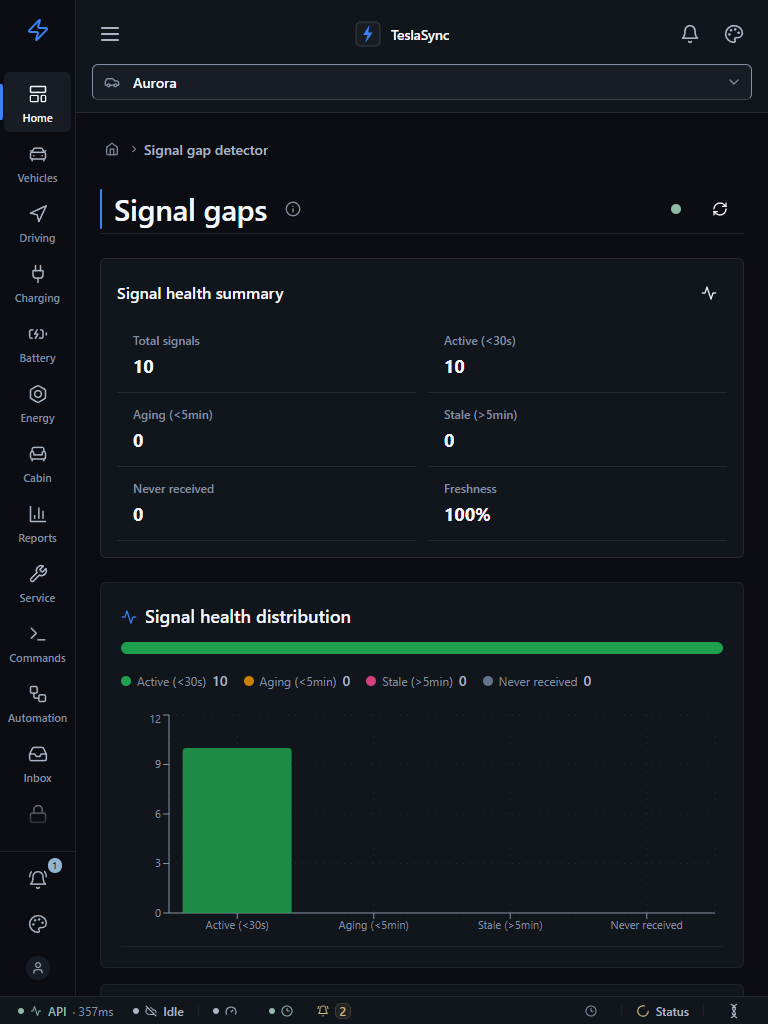 TeslaSync
Aurora
Home
Vehicles
Driving
Charging
Battery
Energy
Cabin
Reports
Service
Commands
Automation
Inbox
1
Signal gap detector
Signal gaps
Signal health summary
Total signals
10
Active (<30s)
10
Aging (<5min)
0
Stale (>5min)
0
Never received
0
Freshness
100%
Signal health distribution
Active (<30s) 10 Aging (<5min) 0 Stale (>5min) 0 Never received 0
12
9
6
3
0
Active (<30s) Aging (<5min) Stale (>5min) Never received
API · 357ms Idle 2 Status